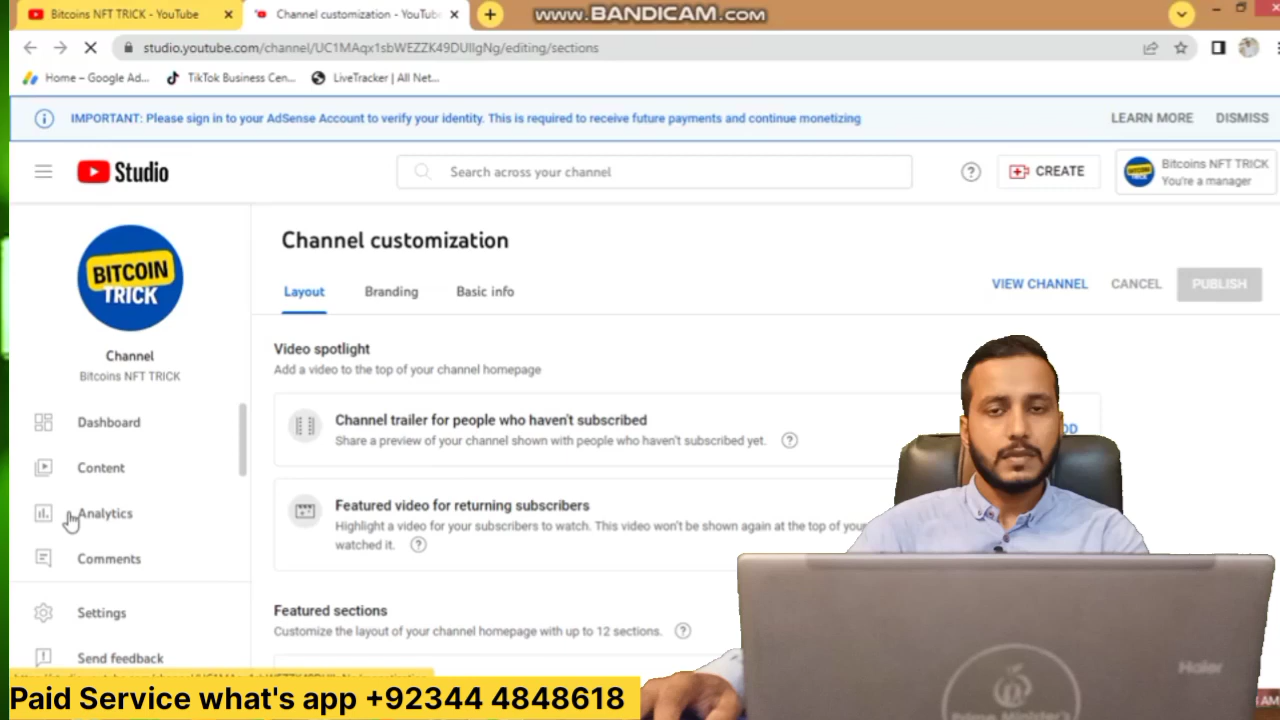 Bitcoins NFT TRICK - YouTube
Channel customization - YouTube
www.BANDICAM.com
studio.youtube.com/channel/UC1MAqx1sbWEZZK49DUIlgNg/editing/sections
Home – Google Ad...
TikTok Business Cen...
LiveTracker | All Net...
IMPORTANT: Please sign in to your AdSense Account to verify your identity. This is required to receive future payments and continue monetizing
LEARN MORE
DISMISS
Studio
Search across your channel
CREATE
Bitcoins NFT TRICK
You're a manager
BITCOIN
TRICK
Channel
Bitcoins NFT TRICK
Dashboard
Content
Analytics
Comments
Settings
Send feedback
Channel customization
Layout
Branding
Basic info
VIEW CHANNEL
CANCEL
PUBLISH
Video spotlight
Add a video to the top of your channel homepage
Channel trailer for people who haven't subscribed
Share a preview of your channel shown with people who haven't subscribed yet.
Featured video for returning subscribers
Highlight a video for your subscribers to watch. This video won't be shown again at the top of your
watched it.
Featured sections
Customize the layout of your channel homepage with up to 12 sections.
Haier
Prime Minister's
Paid Service what's app +92344 4848618